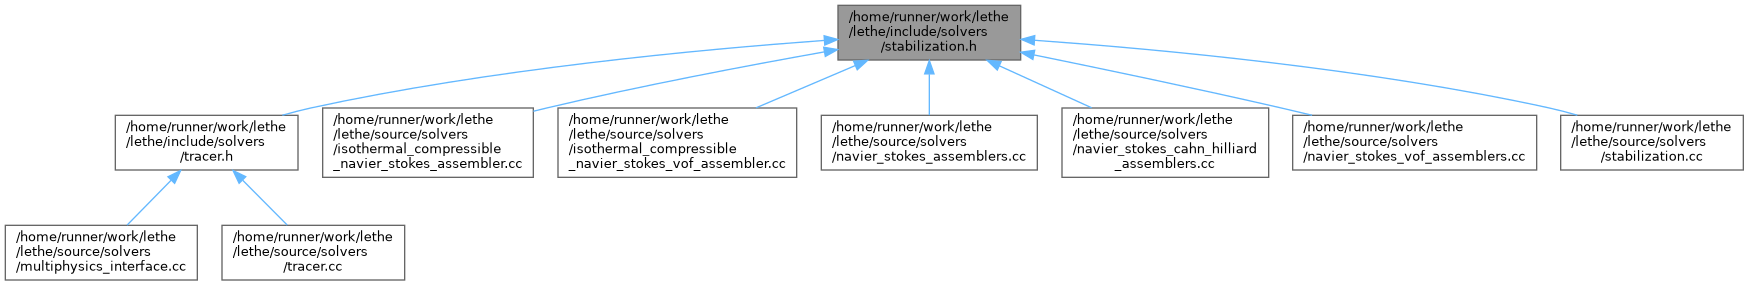 /home/runner/work/lethe
/lethe/include/solvers
/stabilization.h
/home/runner/work/lethe
/lethe/include/solvers
/tracer.h
/home/runner/work/lethe
/lethe/source/solvers
/isothermal_compressible
_navier_stokes_assembler.cc
/home/runner/work/lethe
/lethe/source/solvers
/isothermal_compressible
_navier_stokes_vof_assembler.cc
/home/runner/work/lethe
/lethe/source/solvers
/navier_stokes_assemblers.cc
/home/runner/work/lethe
/lethe/source/solvers
/navier_stokes_cahn_hilliard
_assemblers.cc
/home/runner/work/lethe
/lethe/source/solvers
/navier_stokes_vof_assemblers.cc
/home/runner/work/lethe
/lethe/source/solvers
/stabilization.cc
/home/runner/work/lethe
/lethe/source/solvers
/multiphysics_interface.cc
/home/runner/work/lethe
/lethe/source/solvers
/tracer.cc